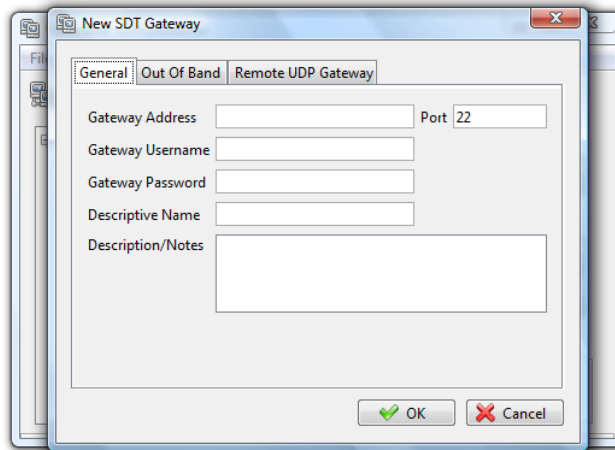 New SDT Gateway
File
General Out Of Band Remote UDP Gateway
Gateway Address Port 22
Gateway Username
Gateway Password
Descriptive Name
Description/Notes
OK Cancel